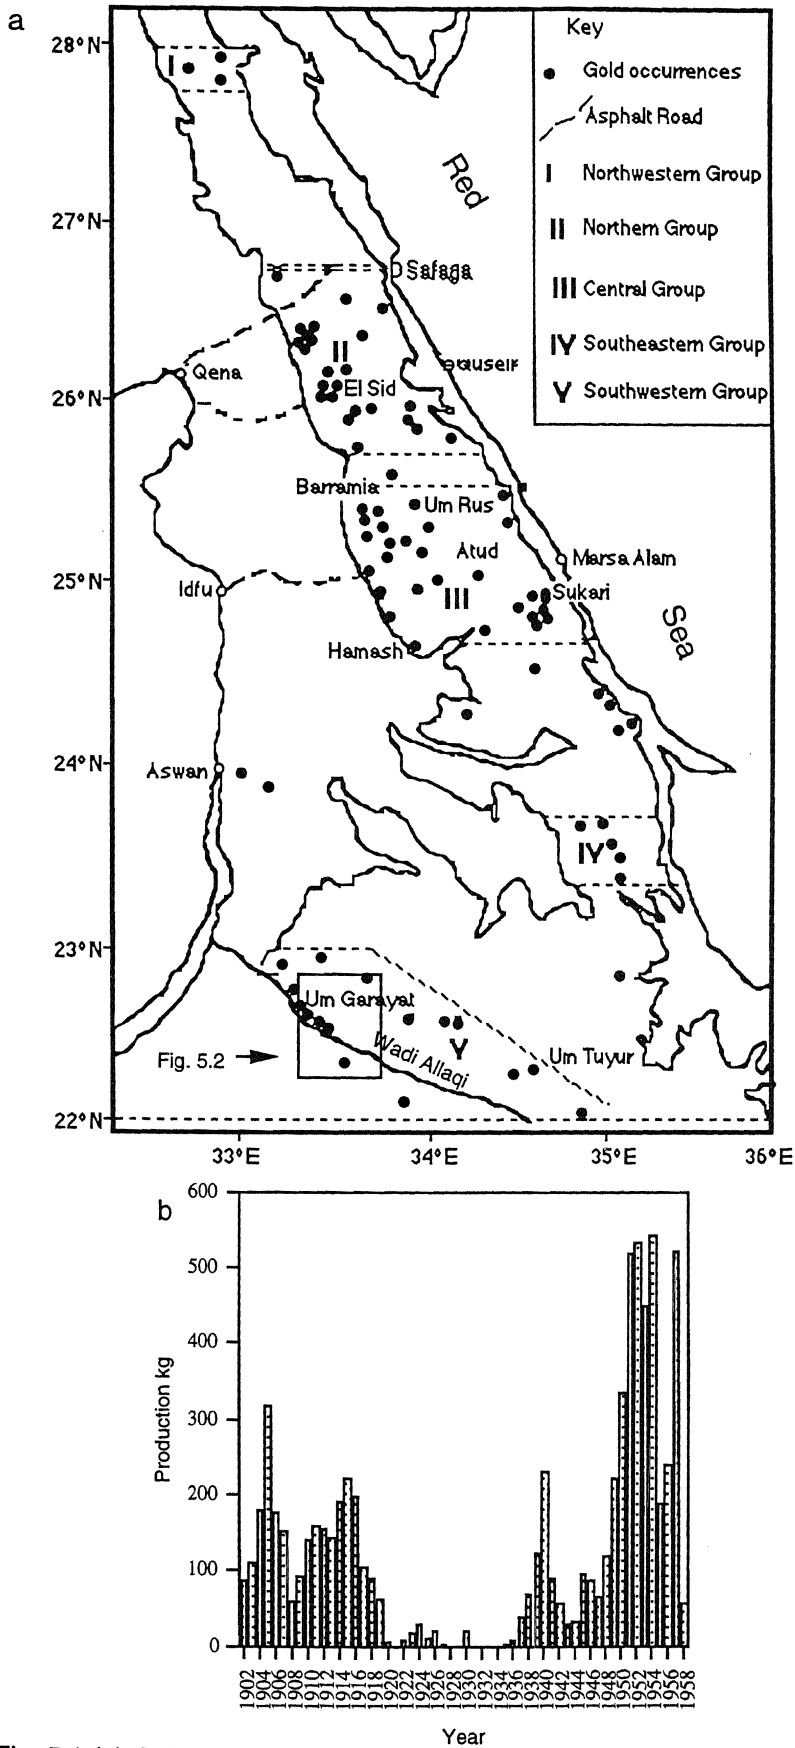 a
28°N
27°N
26°N
25°N
24°N
23°N
22°N
33°E
34°E
35°E
36°E
Key
Gold occurrences
Asphalt Road
I Northwestern Group
II Northern Group
III Central Group
IV Southeastern Group
V Southwestern Group
I
Red
Safaga
II
Qena
Quseir
El Sid
Barramia
Um Rus
Atud
Marsa Alam
Idfu
Sukari
III
Sea
Hamash
Aswan
IV
Um Garayat
Wadi Allaqi
V
Um Tuyur
Fig. 5.2
b
600
500
400
300
200
100
0
Production kg
1902 1904 1906 1908 1910 1912 1914 1916 1918 1920 1922 1924 1926 1928 1930 1932 1934 1936 1938 1940 1942 1944 1946 1948 1950 1952 1954 1956 1958
Year